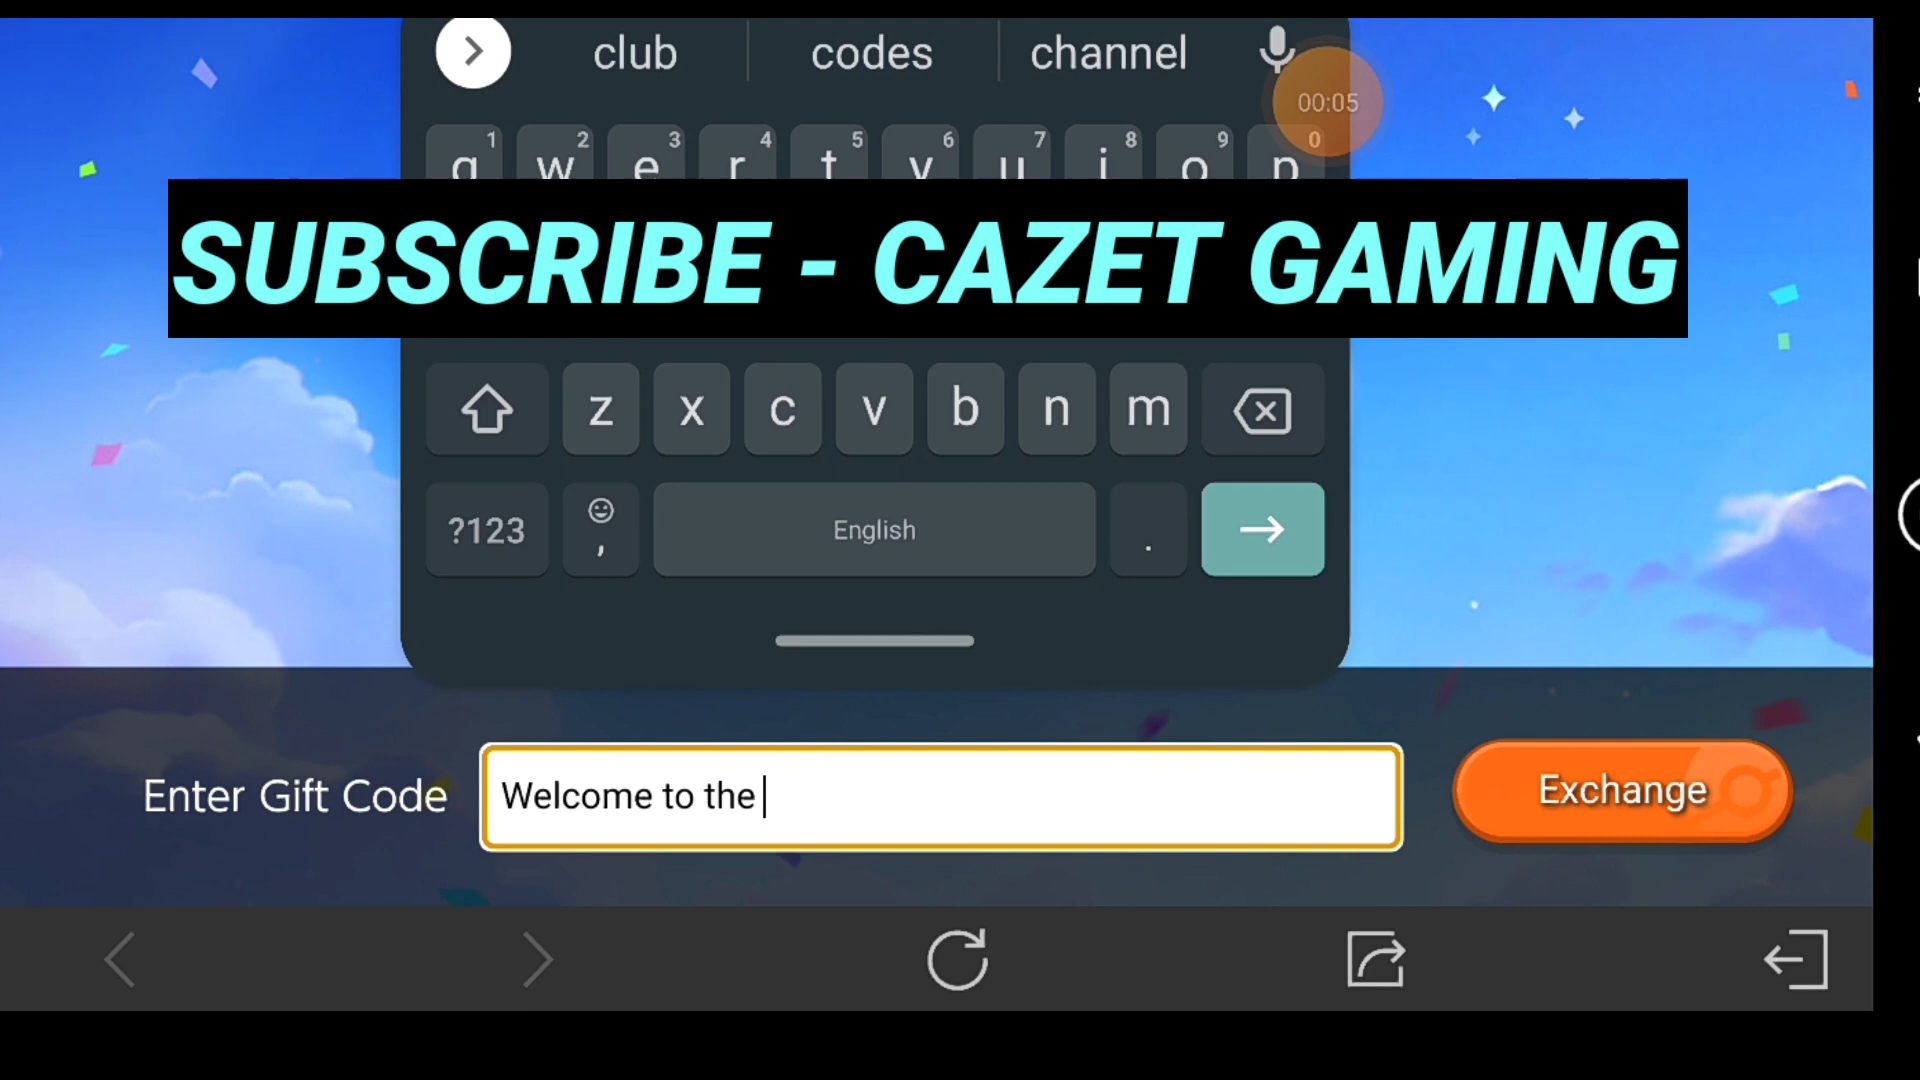 club codes channel
00:05
1 2 3 4 5 6 7 8 9 0
q w e r t y u i o p
SUBSCRIBE - CAZET GAMING
z x c v b n m
?123 , English .
Enter Gift Code Welcome to the Exchange